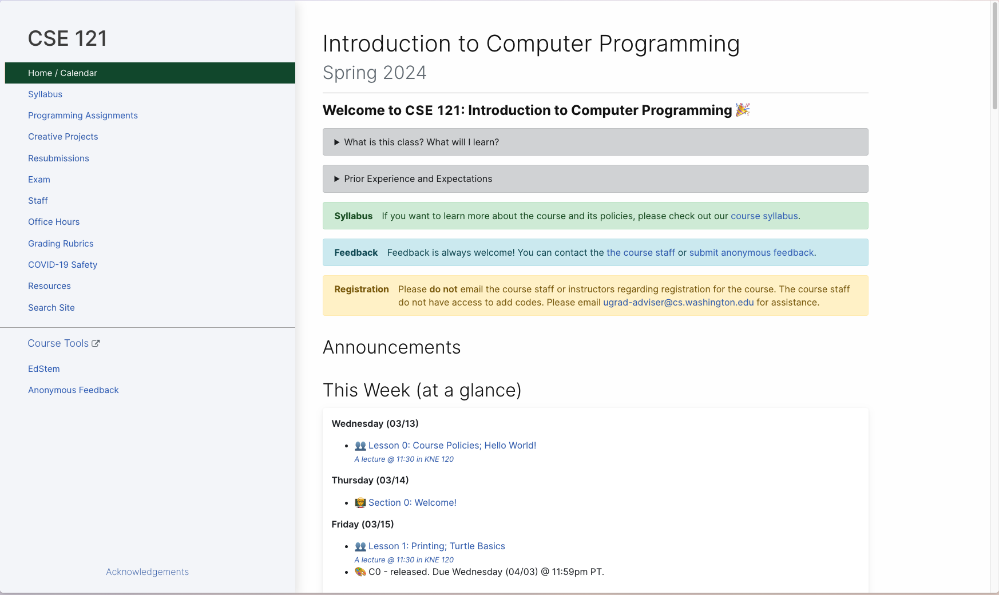 CSE 121
Home / Calendar
Syllabus
Programming Assignments
Creative Projects
Resubmissions
Exam
Staff
Office Hours
Grading Rubrics
COVID-19 Safety
Resources
Search Site
Course Tools
EdStem
Anonymous Feedback
Acknowledgements
Introduction to Computer Programming
Spring 2024
Welcome to CSE 121: Introduction to Computer Programming 🎉
▶ What is this class? What will I learn?
▶ Prior Experience and Expectations
Syllabus If you want to learn more about the course and its policies, please check out our course syllabus.
Feedback Feedback is always welcome! You can contact the the course staff or submit anonymous feedback.
Registration Please do not email the course staff or instructors regarding registration for the course. The course staff
do not have access to add codes. Please email ugrad-adviser@cs.washington.edu for assistance.
Announcements
This Week (at a glance)
Wednesday (03/13)
• 👥 Lesson 0: Course Policies; Hello World!
A lecture @ 11:30 in KNE 120
Thursday (03/14)
• 🧑‍🏫 Section 0: Welcome!
Friday (03/15)
• 👥 Lesson 1: Printing; Turtle Basics
A lecture @ 11:30 in KNE 120
• 🎨 C0 - released. Due Wednesday (04/03) @ 11:59pm PT.